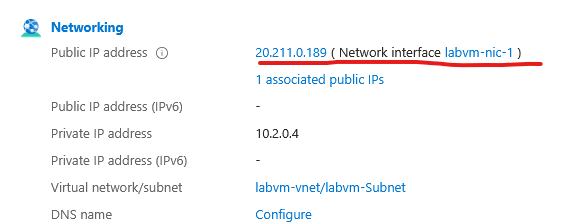 Networking
Public IP address 20.211.0.189 ( Network interface labvm-nic-1 )
1 associated public IPs
Public IP address (IPv6) -
Private IP address 10.2.0.4
Private IP address (IPv6) -
Virtual network/subnet labvm-vnet/labvm-Subnet
DNS name Configure